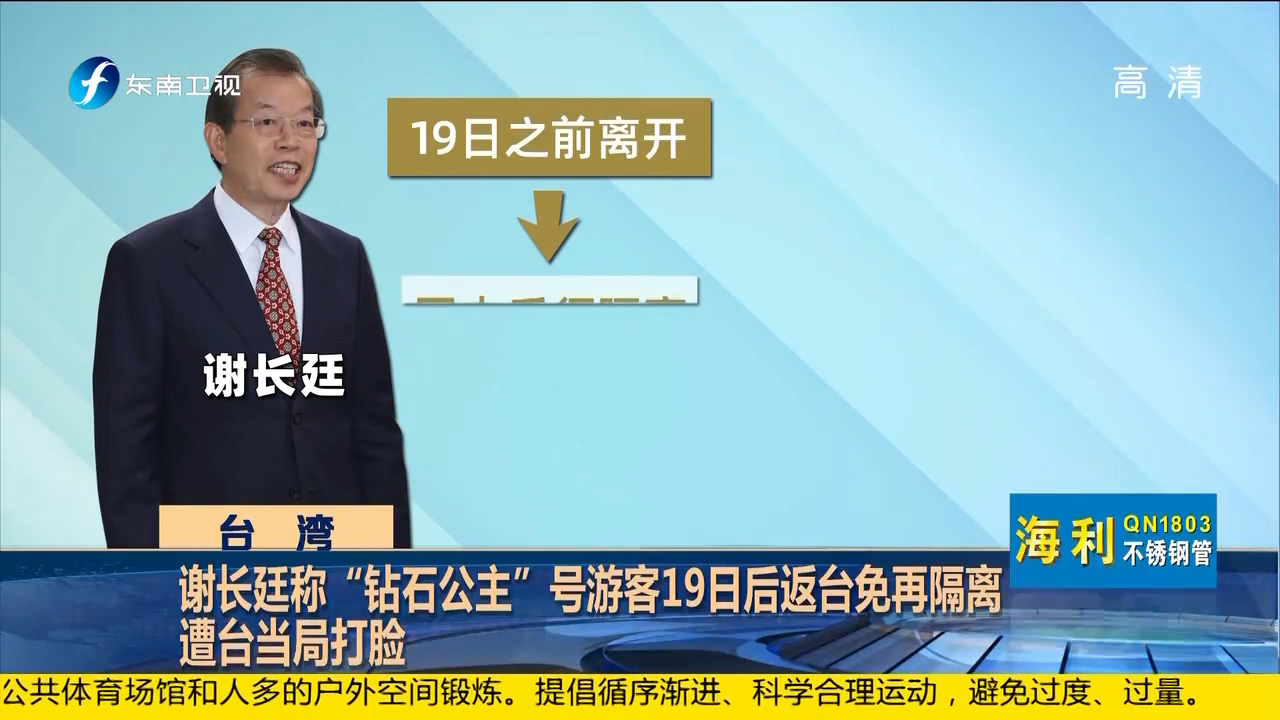 东南卫视
高清
19日之前离开
谢长廷
台湾
海利
QN1803
不锈钢管
谢长廷称“钻石公主”号游客19日后返台免再隔离
遭台当局打脸
公共体育场馆和人多的户外空间锻炼。提倡循序渐进、科学合理运动，避免过度、过量。